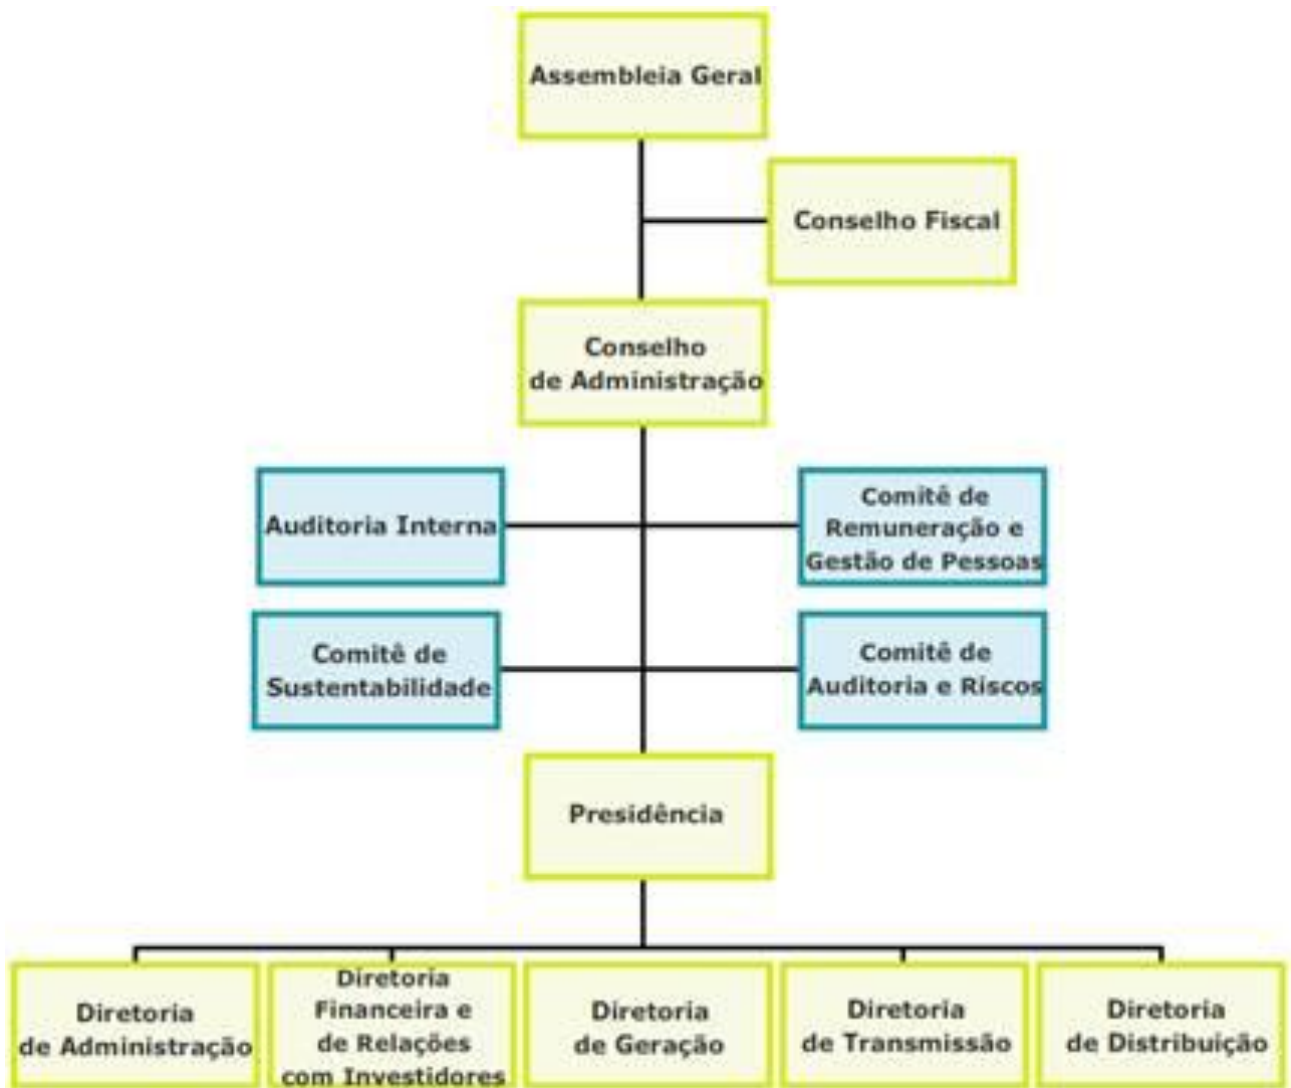 Assembleia Geral
Conselho Fiscal
Conselho
de Administração
Auditoria Interna
Comitê de
Remuneração e
Gestão de Pessoas
Comitê de
Sustentabilidade
Comitê de
Auditoria e Riscos
Presidência
Diretoria
de Administração
Diretoria
Financeira e
de Relações
com Investidores
Diretoria
de Geração
Diretoria
de Transmissão
Diretoria
de Distribuição